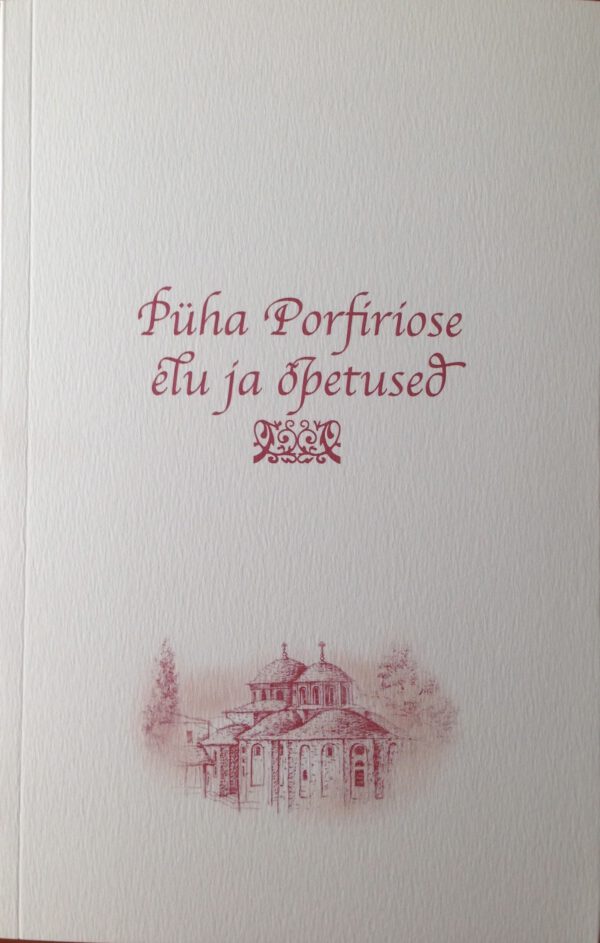 Püha Porfiriose
elu ja õpetused